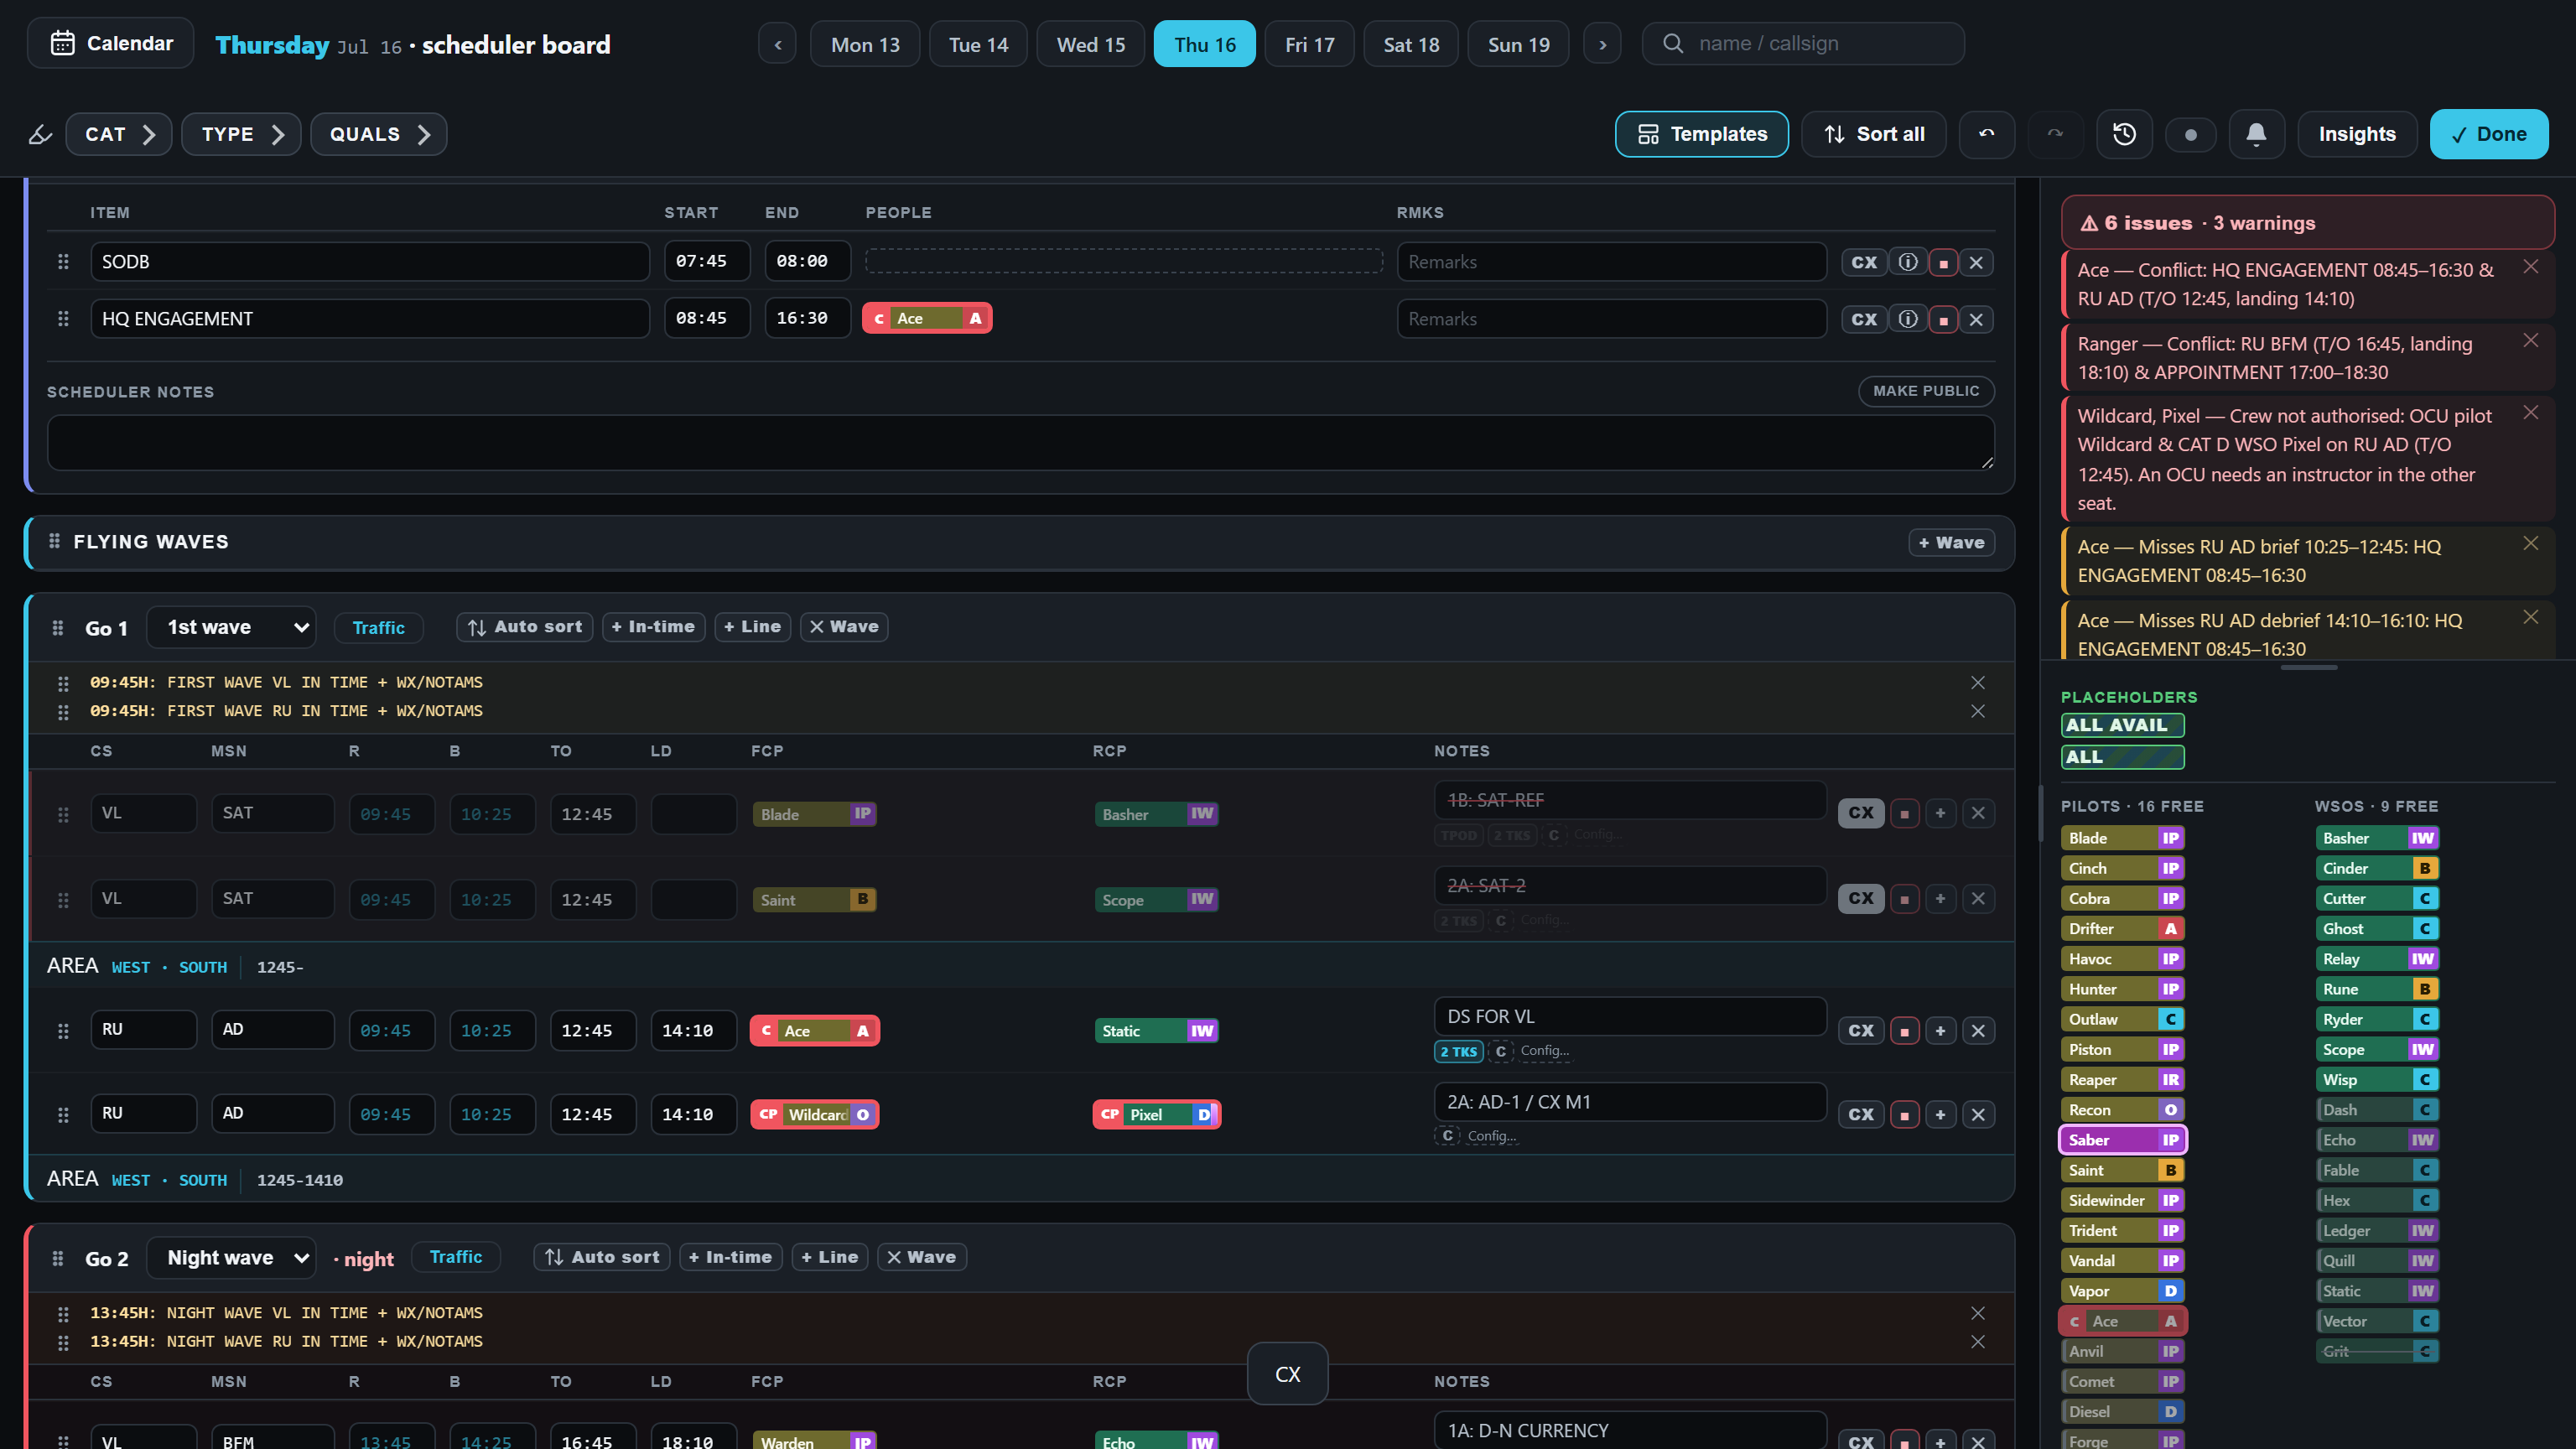 Calendar
Thursday Jul 16 · scheduler board
‹ Mon 13 Tue 14 Wed 15 Thu 16 Fri 17 Sat 18 Sun 19 ›
name / callsign
CAT TYPE QUALS
Templates Sort all Insights ✓ Done
ITEM START END PEOPLE RMKS
SODB 07:45 08:00 Remarks CX
HQ ENGAGEMENT 08:45 16:30 C Ace A Remarks CX
SCHEDULER NOTES MAKE PUBLIC
FLYING WAVES + Wave
Go 1 1st wave Traffic Auto sort + In-time + Line × Wave
09:45H: FIRST WAVE VL IN TIME + WX/NOTAMS
09:45H: FIRST WAVE RU IN TIME + WX/NOTAMS
CS MSN R B TO LD FCP RCP NOTES
VL SAT 09:45 10:25 12:45 Blade IP Basher IW 1B: SAT-REF CX
TPOD 2 TKS C Config...
VL SAT 09:45 10:25 12:45 Saint B Scope IW 2A: SAT-2 CX
2 TKS C Config...
AREA WEST · SOUTH 1245-
RU AD 09:45 10:25 12:45 14:10 C Ace A Static IW DS FOR VL CX
2 TKS C Config...
RU AD 09:45 10:25 12:45 14:10 CP Wildcard O CP Pixel D 2A: AD-1 / CX M1 CX
C Config...
AREA WEST · SOUTH 1245-1410
Go 2 Night wave · night Traffic Auto sort + In-time + Line × Wave
13:45H: NIGHT WAVE VL IN TIME + WX/NOTAMS
13:45H: NIGHT WAVE RU IN TIME + WX/NOTAMS
CS MSN R B TO LD FCP RCP NOTES
CX
VL BFM 13:45 14:25 16:45 18:10 Warden IP Echo IW 1A: D-N CURRENCY CX
6 issues · 3 warnings
Ace — Conflict: HQ ENGAGEMENT 08:45–16:30 &
RU AD (T/O 12:45, landing 14:10)
Ranger — Conflict: RU BFM (T/O 16:45, landing
18:10) & APPOINTMENT 17:00–18:30
Wildcard, Pixel — Crew not authorised: OCU pilot
Wildcard & CAT D WSO Pixel on RU AD (T/O
12:45). An OCU needs an instructor in the other
seat.
Ace — Misses RU AD brief 10:25–12:45: HQ
ENGAGEMENT 08:45–16:30
Ace — Misses RU AD debrief 14:10–16:10: HQ
ENGAGEMENT 08:45–16:30
PLACEHOLDERS
ALL AVAIL
ALL
PILOTS · 16 FREE WSOS · 9 FREE
Blade IP Basher IW
Cinch IP Cinder B
Cobra IP Cutter C
Drifter A Ghost C
Havoc IP Relay IW
Hunter IP Rune B
Outlaw C Ryder C
Piston IP Scope IW
Reaper IR Wisp C
Recon O Dash C
Saber IP Echo IW
Saint B Fable C
Sidewinder IP Hex C
Trident IP Ledger IW
Vandal IP Quill IW
Vapor D Static IW
C Ace A Vector C
Anvil IP Grit C
Comet IP
Diesel D
Forge IP